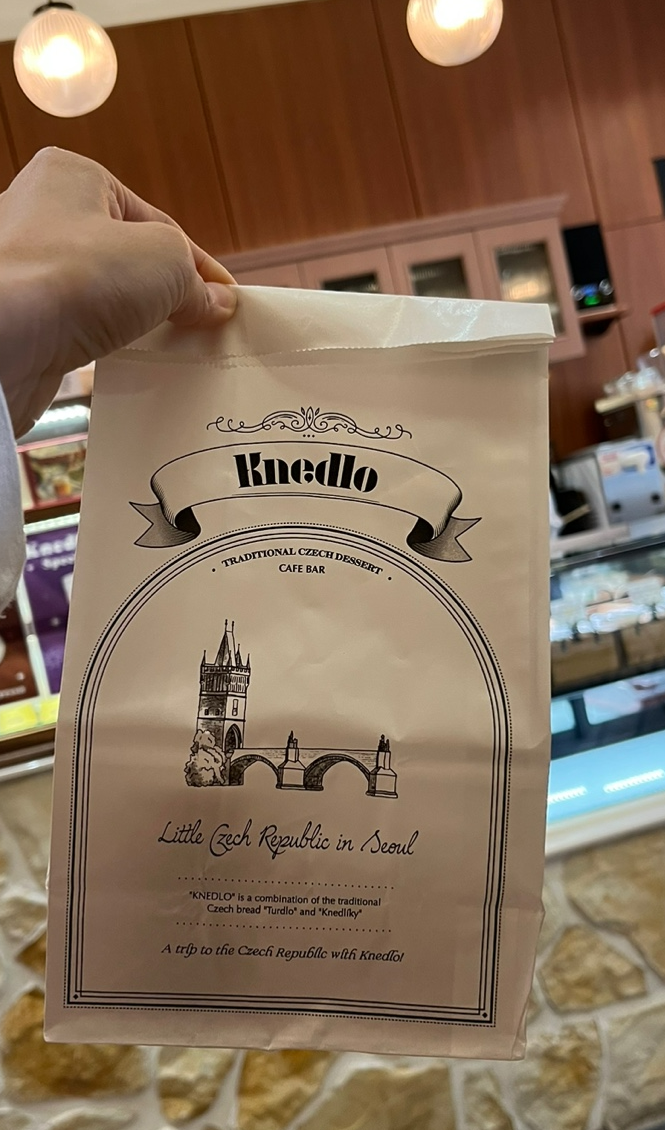 Knedlo
TRADITIONAL CZECH DESSERT
CAFE BAR
Little Czech Republic in Seoul
"KNEDLO" is a combination of the traditional
Czech bread "Turdlo" and "Knedlíky"
A trip to the Czech Republic with Knedlo!